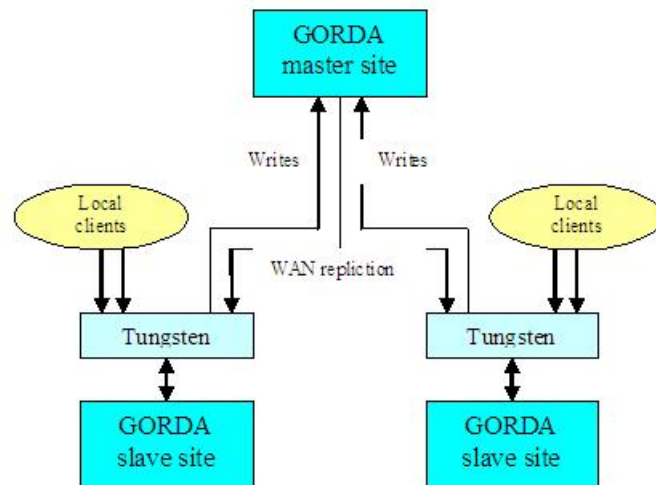 GORDA
master site
Writes
Writes
Local
clients
Local
clients
WAN repliction
Tungsten
Tungsten
GORDA
slave site
GORDA
slave site